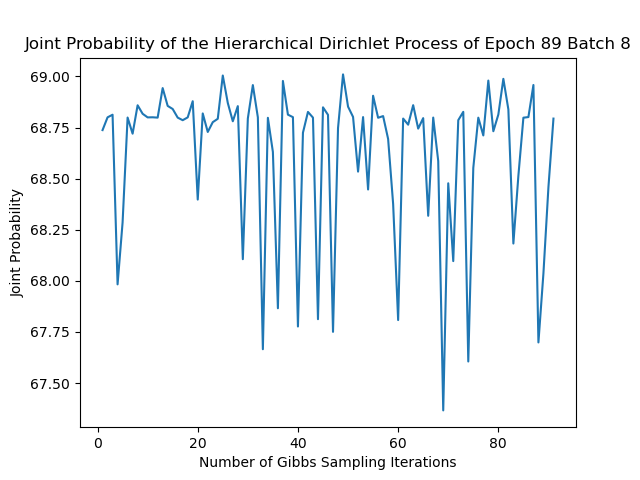 Joint Probability of the Hierarchical Dirichlet Process of Epoch 89 Batch 8
69.00
68.75
68.50
68.25
68.00
67.75
67.50
Joint Probability
0 20 40 60 80
Number of Gibbs Sampling Iterations